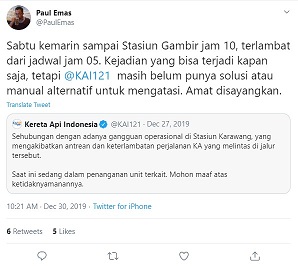 Paul Emas
@PaulEmas
Sabtu kemarin sampai Stasiun Gambir jam 10, terlambat
dari jadwal jam 05. Kejadian yang bisa terjadi kapan
saja, tetapi @KAI121 masih belum punya solusi atau
manual alternatif untuk mengatasi. Amat disayangkan.
Translate Tweet
Kereta Api Indonesia @KAI121 · Dec 27, 2019
Sehubungan dengan adanya gangguan operasional di Stasiun Karawang, yang
mengakibatkan antrean dan keterlambatan perjalanan KA yang melintas di jalur
tersebut.
Saat ini sedang dalam penanganan unit terkait. Mohon maaf atas
ketidaknyamanannya.
10:21 AM · Dec 30, 2019 · Twitter for iPhone
6 Retweets 5 Likes